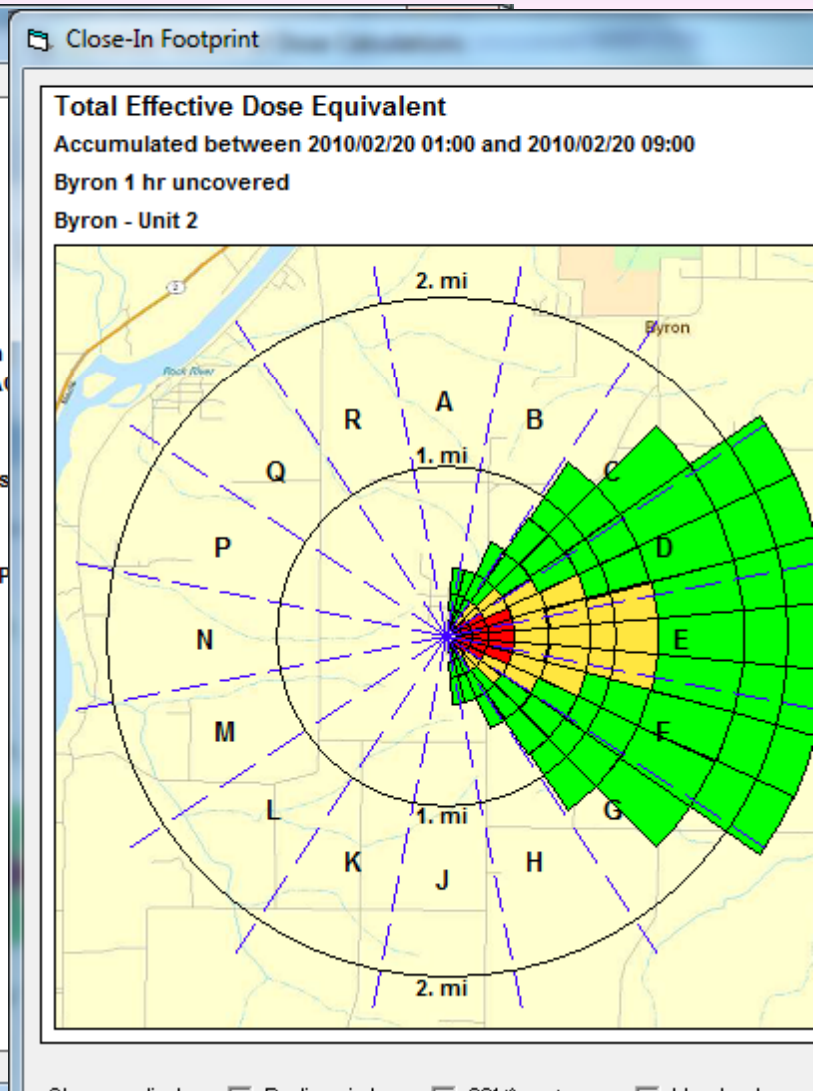 Close-In Footprint
Total Effective Dose Equivalent
Accumulated between 2010/02/20 01:00 and 2010/02/20 09:00
Byron 1 hr uncovered
Byron - Unit 2
2. mi
2
Byron
Rock River
A
R
B
1. mi
Q
C
P
D
N
E
M
F
L
1. mi
G
K
J
H
2. mi